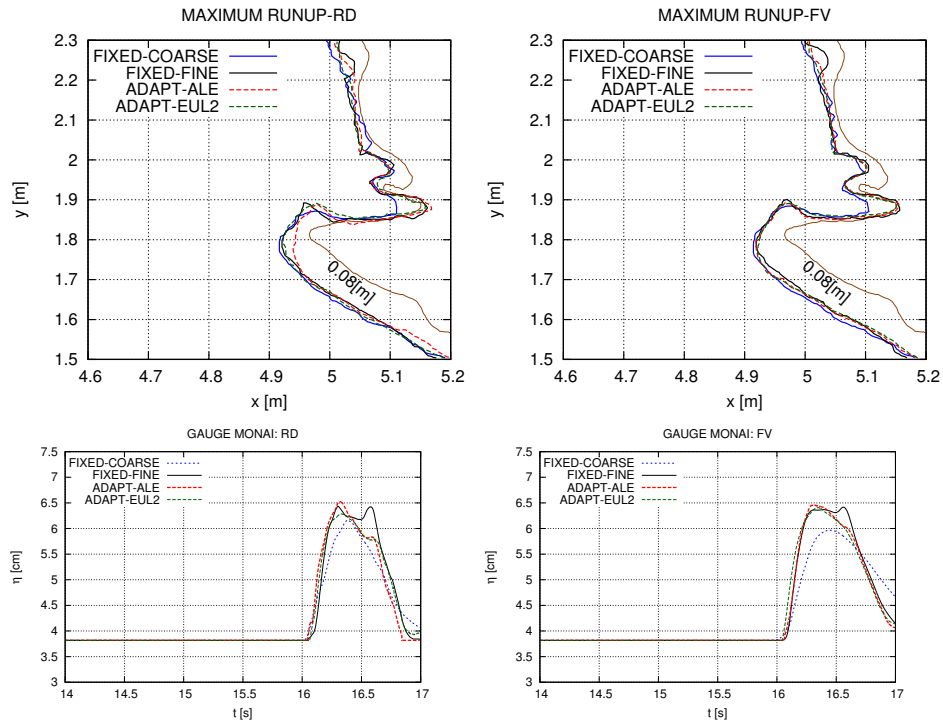 MAXIMUM RUNUP-RD
2.3
2.2
2.1
2
1.9
1.8
1.7
1.6
1.5
y [m]
FIXED-COARSE
FIXED-FINE
ADAPT-ALE
ADAPT-EUL2
0.08[m]
4.6 4.7 4.8 4.9 5 5.1 5.2
x [m]
MAXIMUM RUNUP-FV
2.3
2.2
2.1
2
1.9
1.8
1.7
1.6
1.5
y [m]
FIXED-COARSE
FIXED-FINE
ADAPT-ALE
ADAPT-EUL2
0.08[m]
4.6 4.7 4.8 4.9 5 5.1 5.2
x [m]
GAUGE MONAI: RD
7.5
7
6.5
6
5.5
5
4.5
4
3.5
3
η [cm]
FIXED-COARSE
FIXED-FINE
ADAPT-ALE
ADAPT-EUL2
14 14.5 15 15.5 16 16.5 17
t [s]
GAUGE MONAI: FV
7.5
7
6.5
6
5.5
5
4.5
4
3.5
3
η [cm]
FIXED-COARSE
FIXED-FINE
ADAPT-ALE
ADAPT-EUL2
14 14.5 15 15.5 16 16.5 17
t [s]